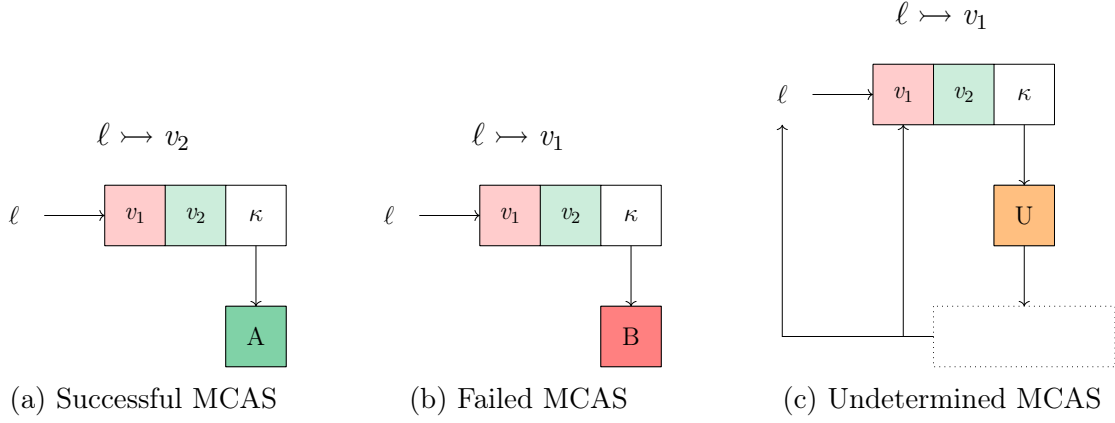 ℓ ↣ v₂
ℓ v₁ v₂ κ
A
(a) Successful MCAS
ℓ ↣ v₁
ℓ v₁ v₂ κ
B
(b) Failed MCAS
ℓ ↣ v₁
ℓ v₁ v₂ κ
U
(c) Undetermined MCAS